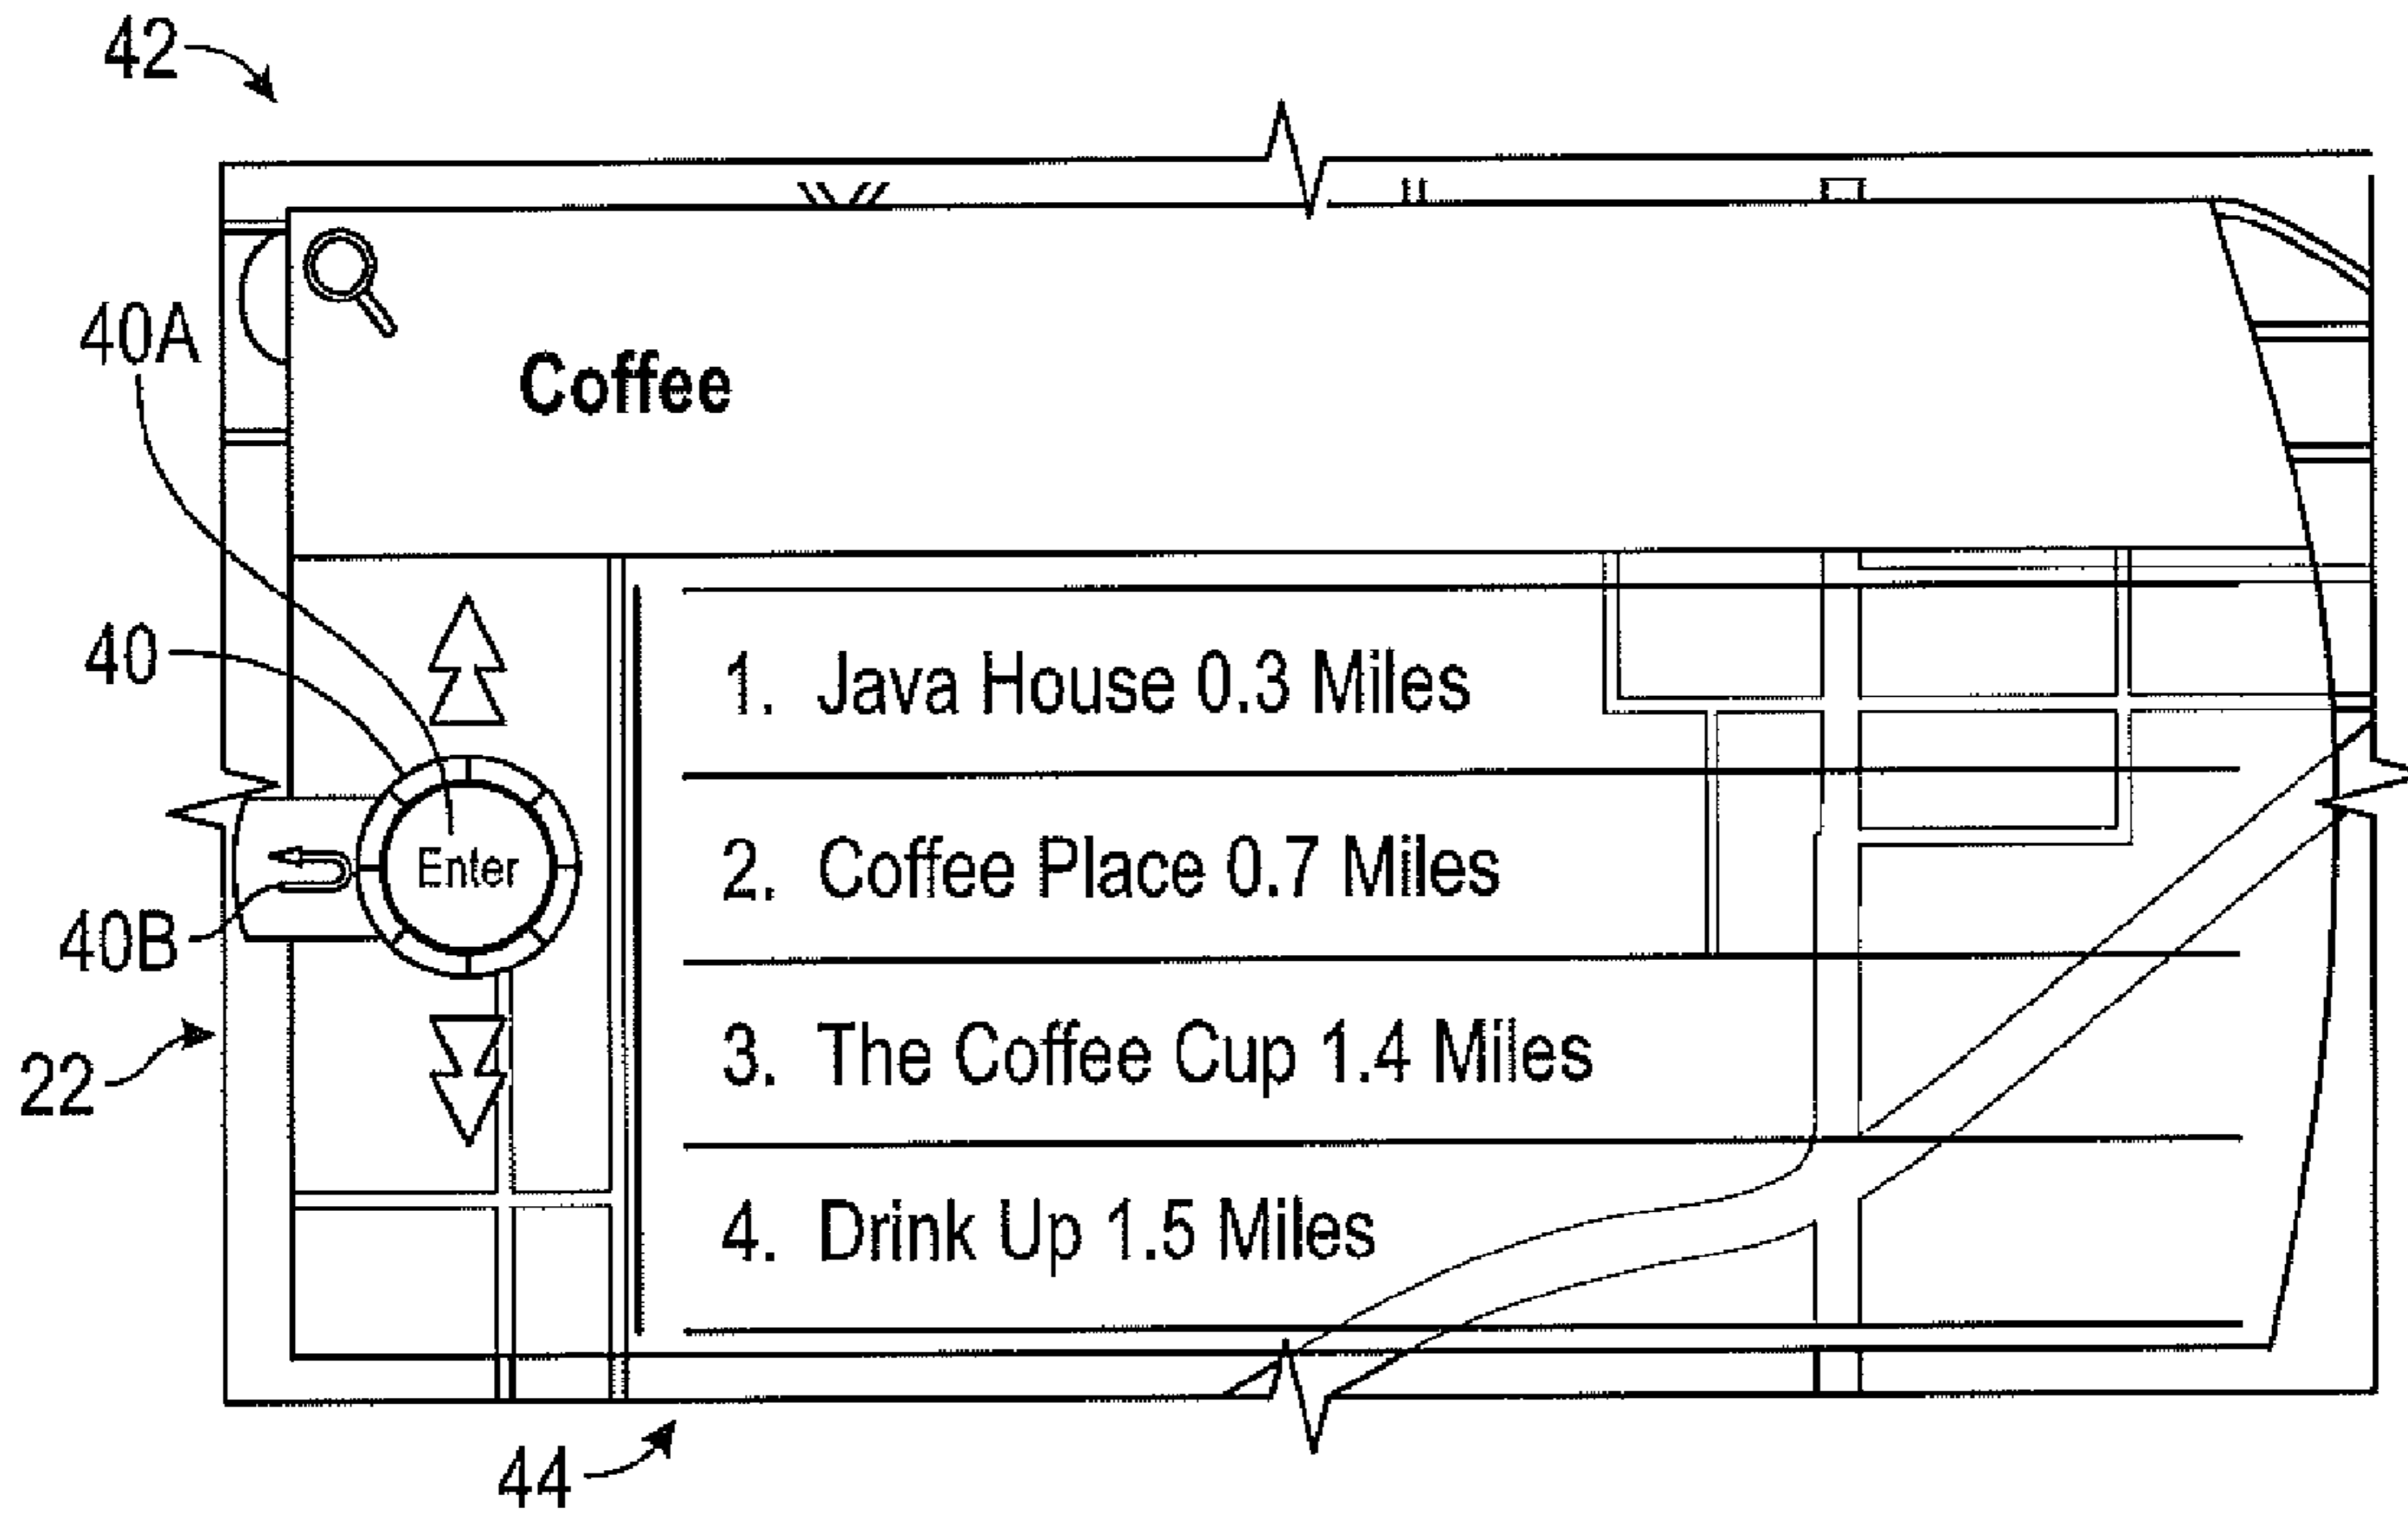 42
40A
Coffee
40
1. Java House 0.3 Miles
Enter
2. Coffee Place 0.7 Miles
40B
22
3. The Coffee Cup 1.4 Miles
4. Drink Up 1.5 Miles
44